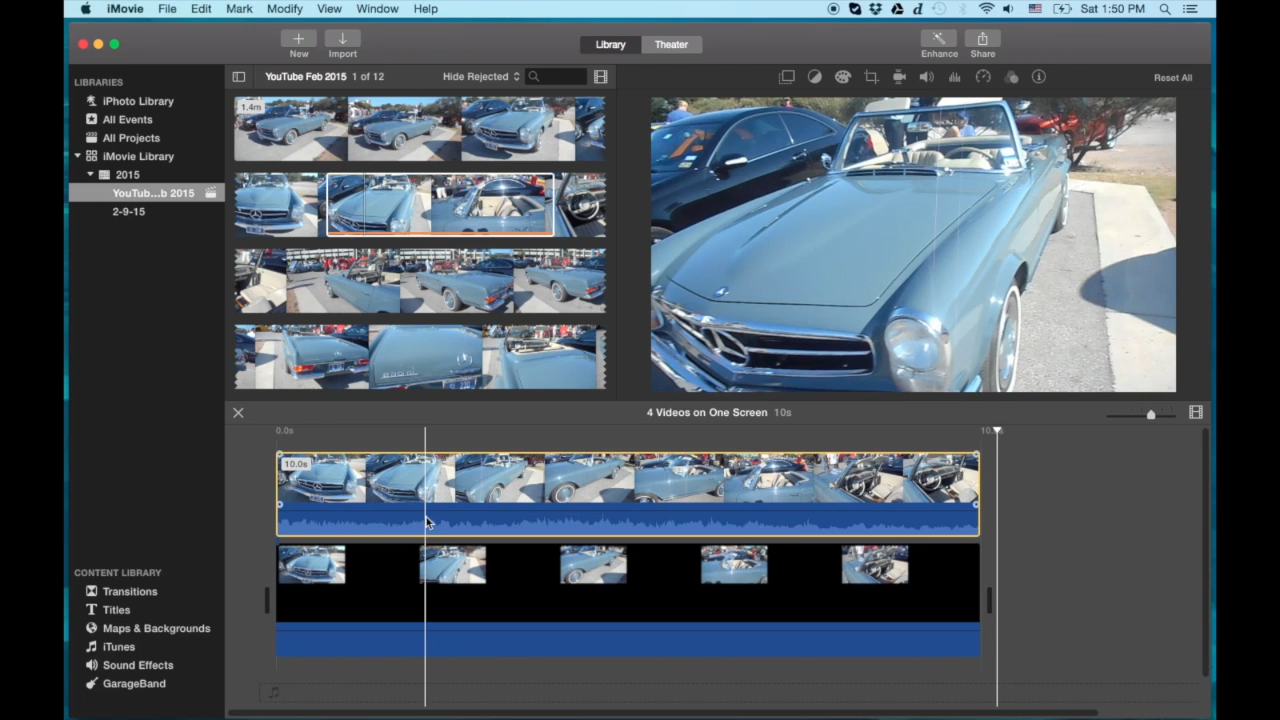 iMovie File Edit Mark Modify View Window Help
Sat 1:50 PM
New
Import
Library
Theater
Enhance
Share
LIBRARIES
iPhoto Library
All Events
All Projects
iMovie Library
2015
YouTub...b 2015
2-9-15
YouTube Feb 2015 1 of 12
Hide Rejected
Reset All
1.4m
4 Videos on One Screen 10s
0.0s
10.0s
CONTENT LIBRARY
Transitions
Titles
Maps & Backgrounds
iTunes
Sound Effects
GarageBand